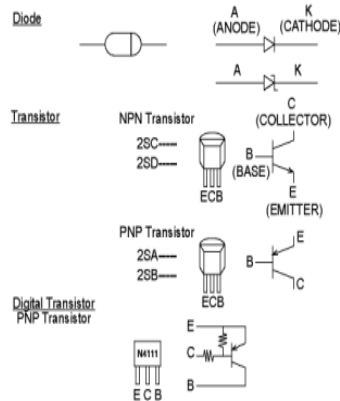 Diode
A
(ANODE)
K
(CATHODE)
A K
Transistor
NPN Transistor
2SC-----
2SD-----
ECB
C
(COLLECTOR)
B
(BASE)
E
(EMITTER)
PNP Transistor
2SA-----
2SB-----
ECB
E
B
C
Digital Transistor
PNP Transistor
N4111
E C B
E
C
B